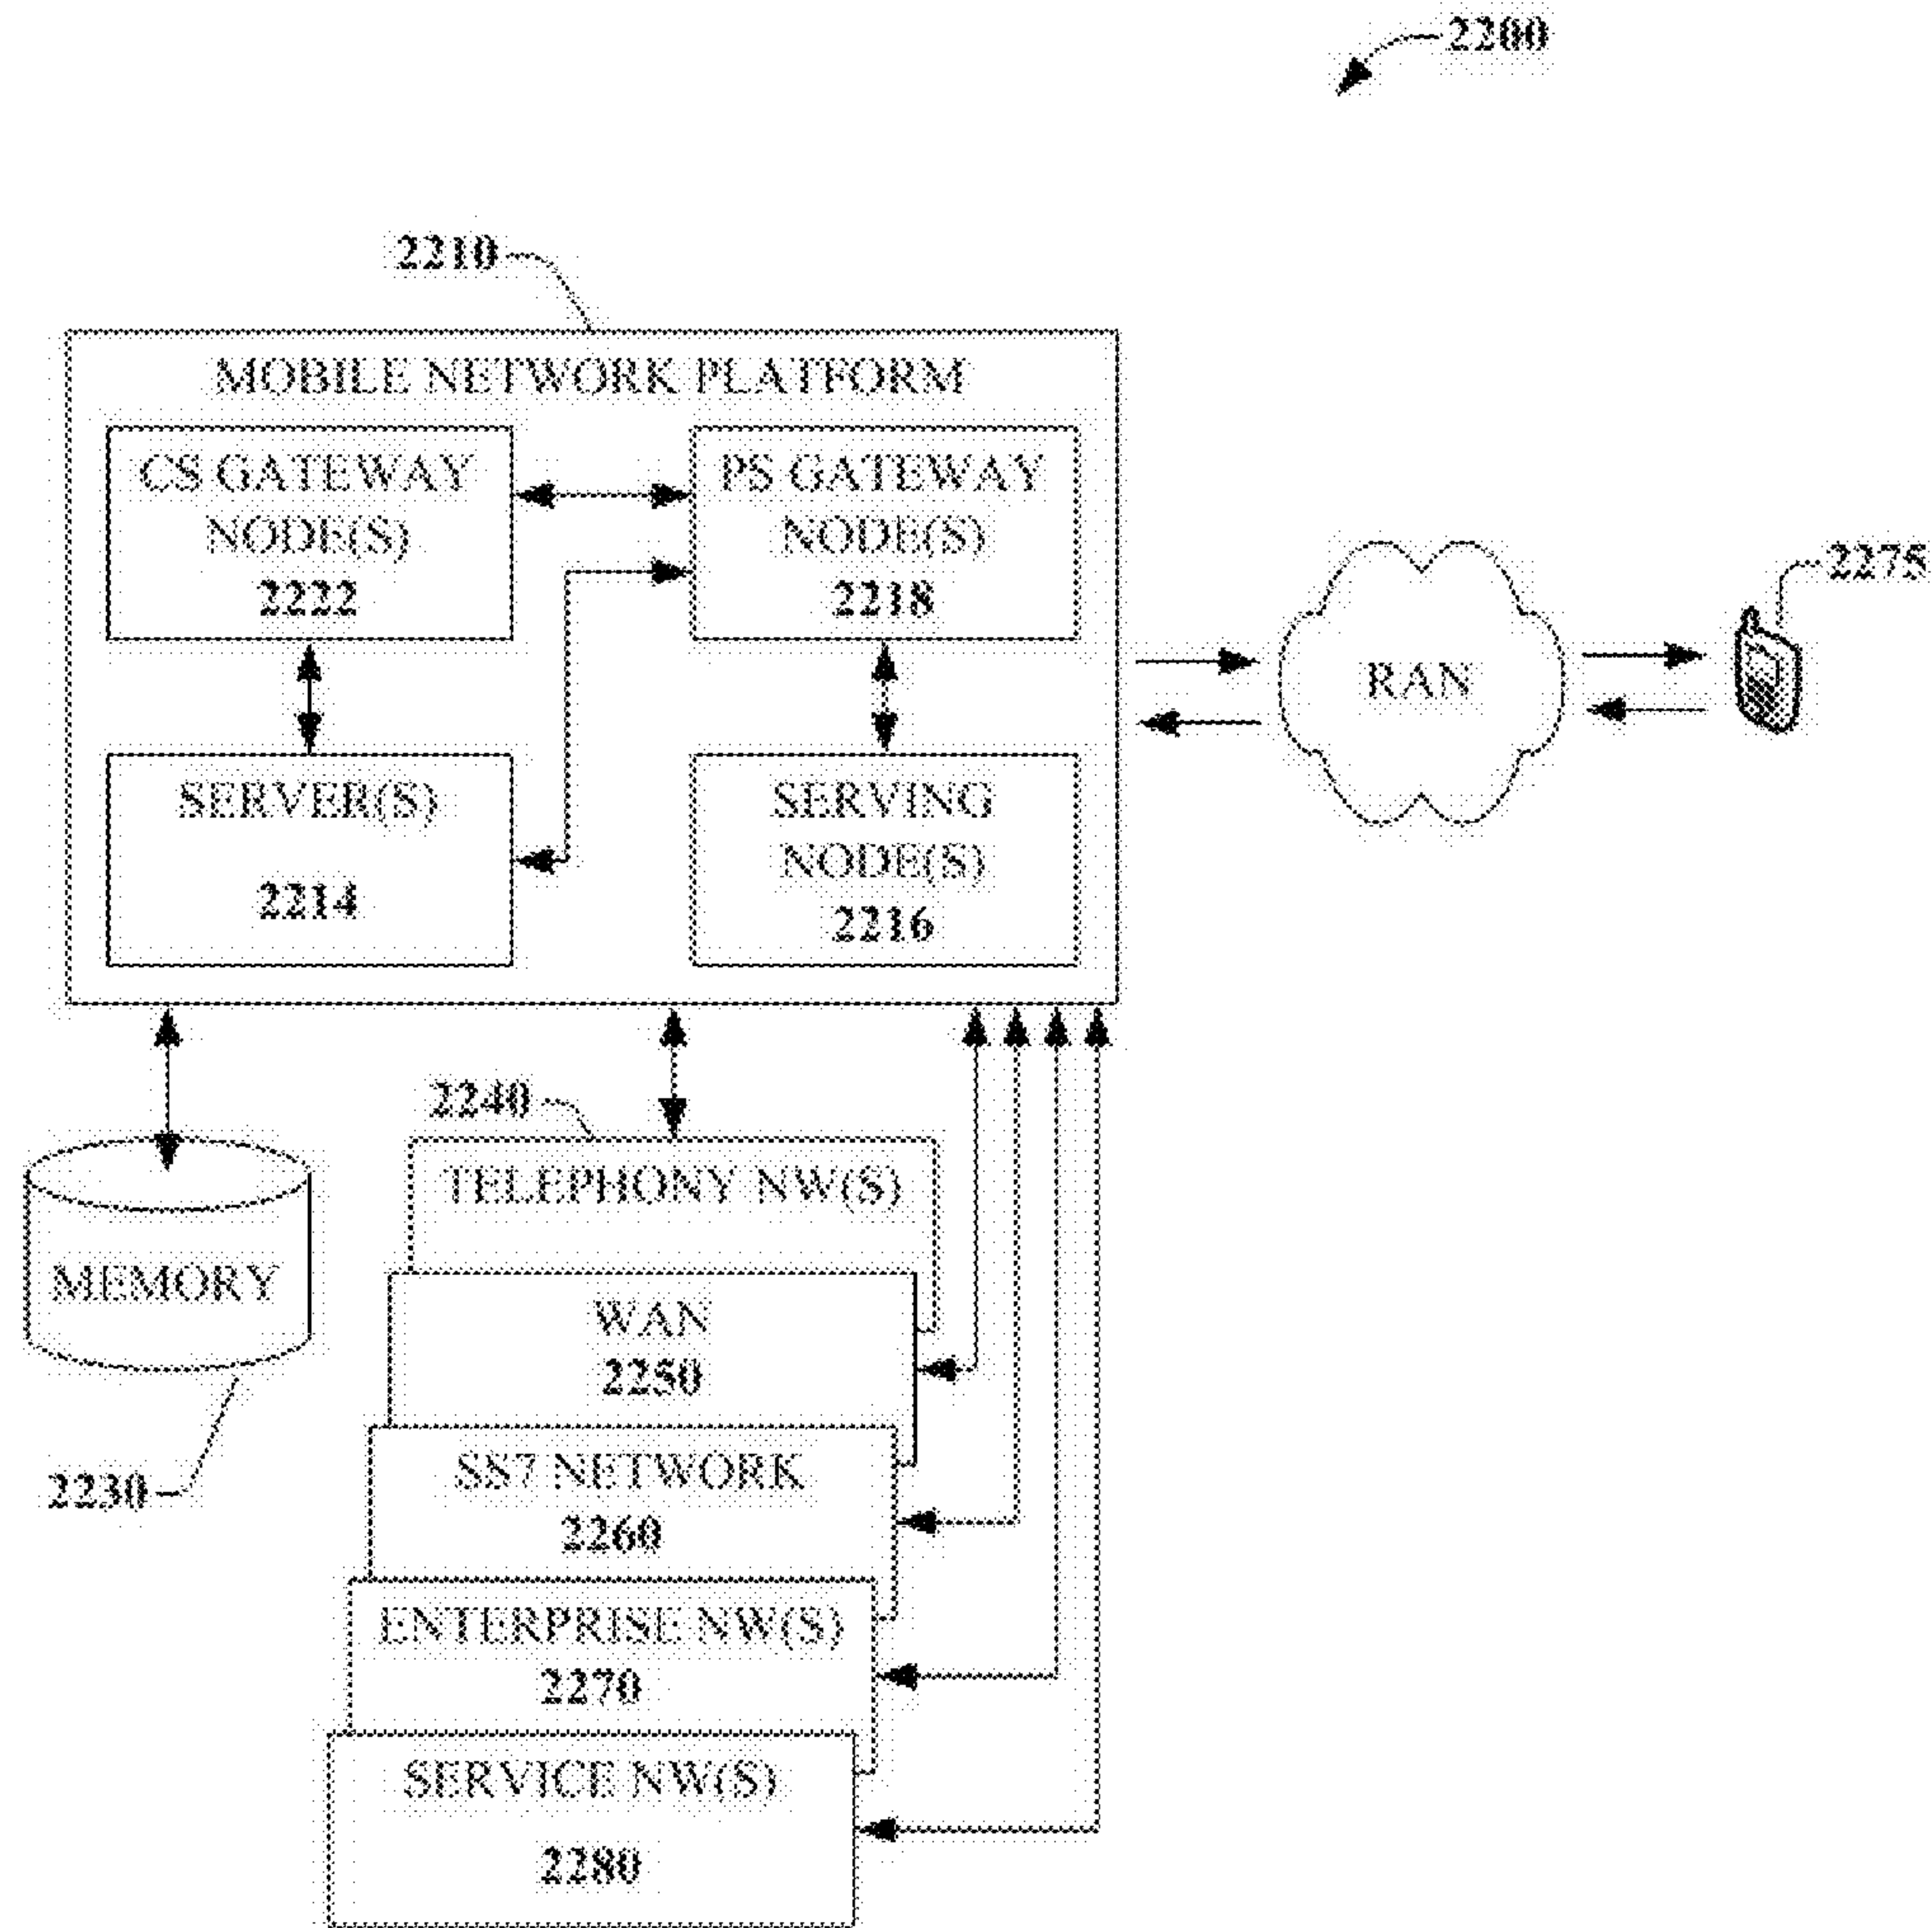 2200
2210
MOBILE NETWORK PLATFORM
CS GATEWAY
NODE(S)
2222
PS GATEWAY
NODE(S)
2218
SERVER(S)
2214
SERVING
NODE(S)
2216
RAN
2275
2240
TELEPHONY NW(S)
MEMORY
2230
WAN
2250
SS7 NETWORK
2260
ENTERPRISE NW(S)
2270
SERVICE NW(S)
2280